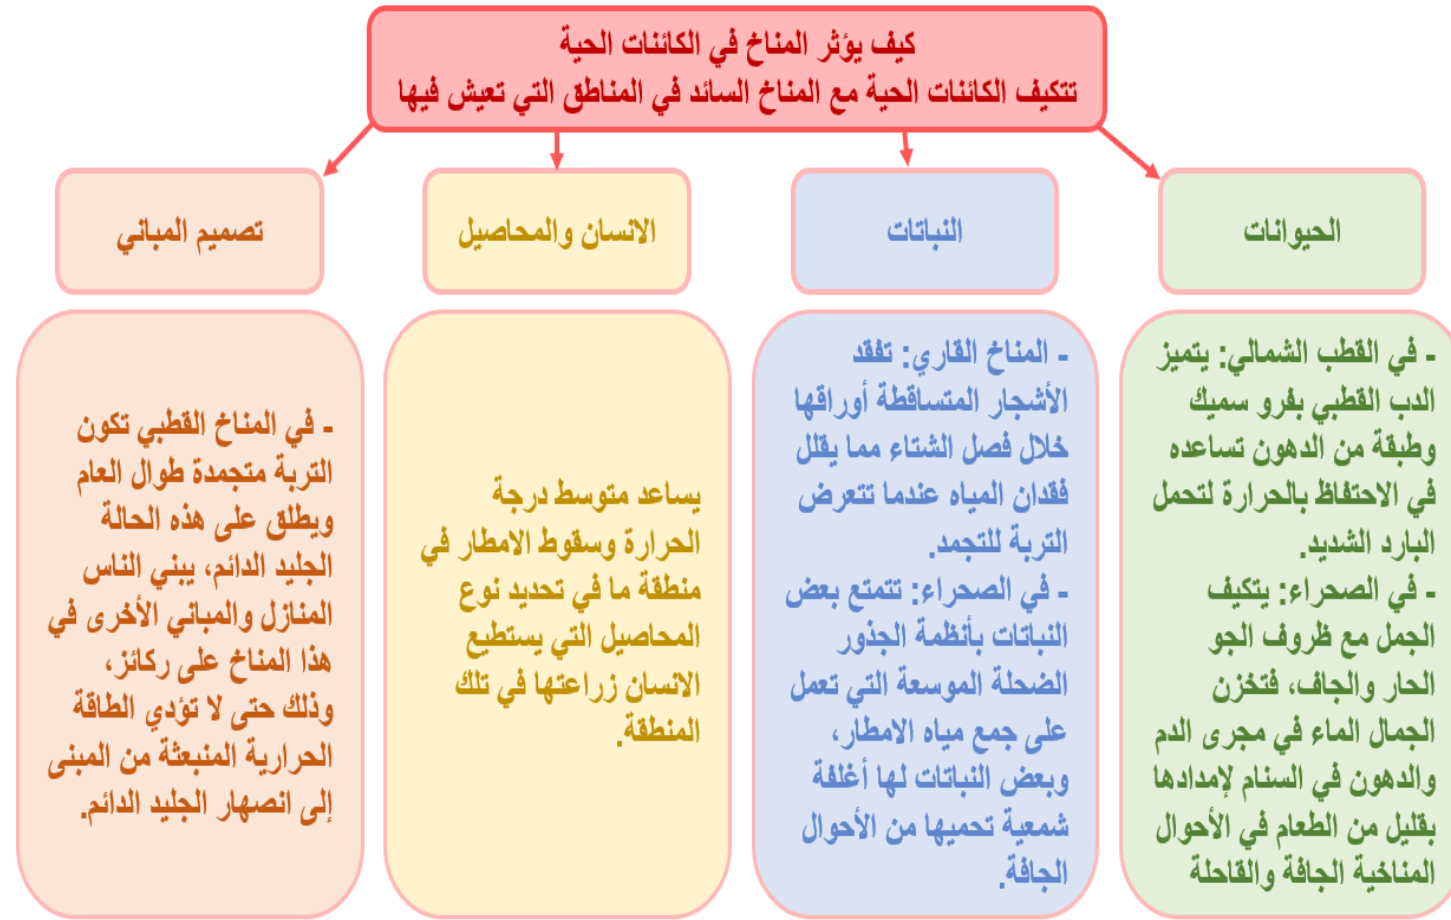 كيف يؤثر المناخ في الكائنات الحية
تتكيف الكائنات الحية مع المناخ السائد في المناطق التي تعيش فيها
الحيوانات
- في القطب الشمالي: يتميز
الدب القطبي بفرو سميك
وطبقة من الدهون تساعده
في الاحتفاظ بالحرارة لتحمل
البارد الشديد.
- في الصحراء: يتكيف
الجمل مع ظروف الجو
الحار والجاف، فتخزن
الجمال الماء في مجرى الدم
والدهون في السنام لإمدادها
بقليل من الطعام في الأحوال
المناخية الجافة والقاحلة
النباتات
- المناخ القاري: تفقد
الأشجار المتساقطة أوراقها
خلال فصل الشتاء مما يقلل
فقدان المياه عندما تتعرض
التربة للتجمد.
- في الصحراء: تتمتع بعض
النباتات بأنظمة الجذور
الضحلة الموسعة التي تعمل
على جمع مياه الامطار،
وبعض النباتات لها أغلفة
شمعية تحميها من الأحوال
الجافة.
الانسان والمحاصيل
يساعد متوسط درجة
الحرارة وسقوط الامطار في
منطقة ما في تحديد نوع
المحاصيل التي يستطيع
الانسان زراعتها في تلك
المنطقة.
تصميم المباني
- في المناخ القطبي تكون
التربة متجمدة طوال العام
ويطلق على هذه الحالة
الجليد الدائم، يبني الناس
المنازل والمباني الأخرى في
هذا المناخ على ركائز،
وذلك حتى لا تؤدي الطاقة
الحرارية المنبعثة من المبنى
إلى انصهار الجليد الدائم.